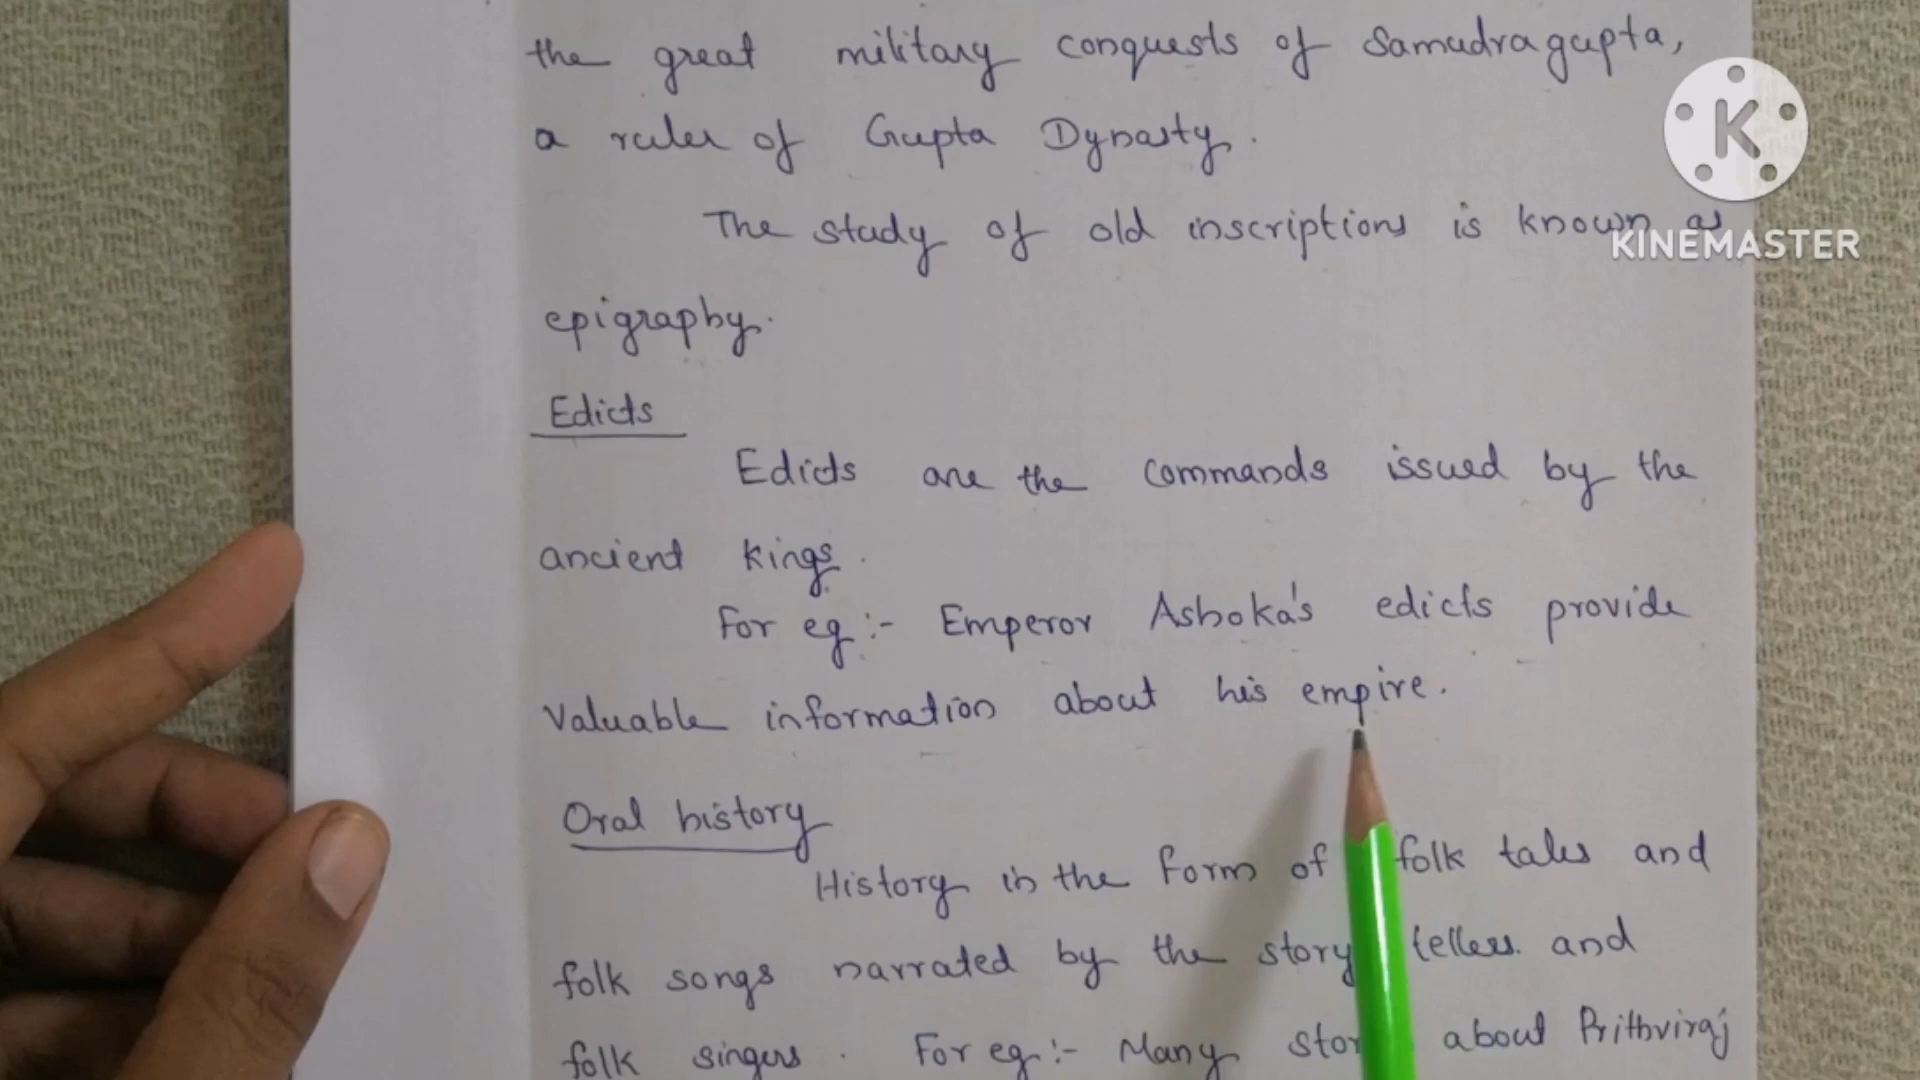 the great military conquests of Samudragupta,
a ruler of Gupta Dynasty.
The study of old inscriptions is known as
KINEMASTER
epigraphy.
Edicts
Edicts are the commands issued by the
ancient kings.
For eg:- Emperor Ashoka's edicts provide
valuable information about his empire.
Oral history
History in the form of folk tales and
folk songs narrated by the story tellers. and
folk singers. For eg:- Many about Prithviraj